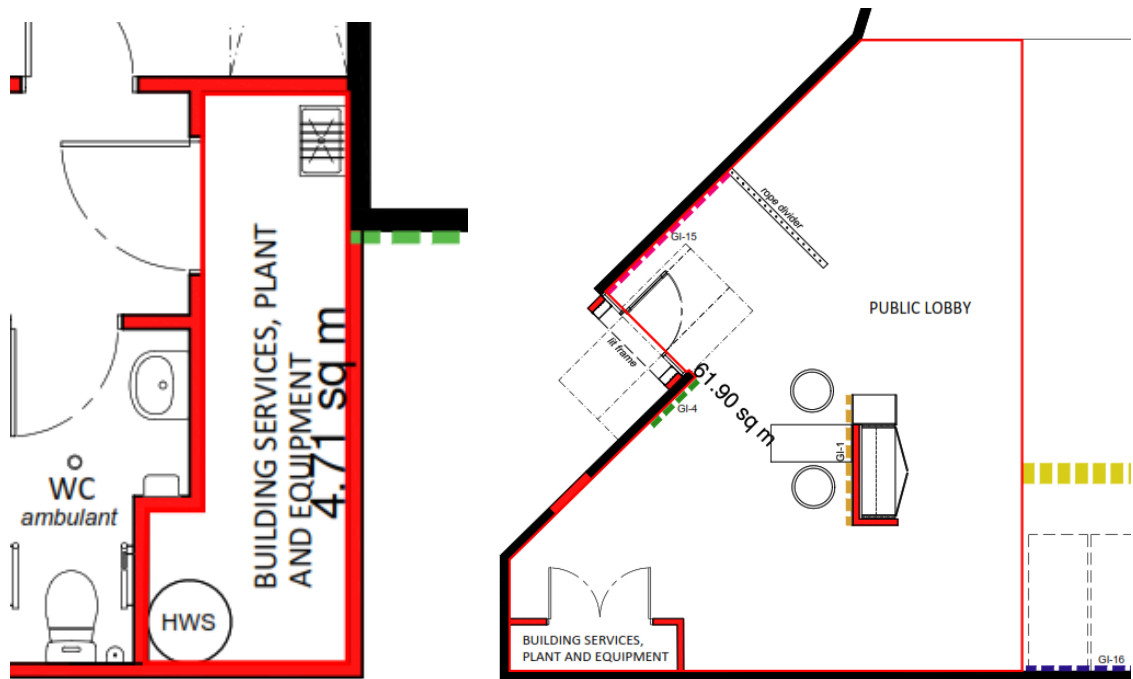 BUILDING SERVICES, PLANT
AND EQUIPMENT
4.71 sq m
WC
ambulant
HWS
rope divider
GI-15
PUBLIC LOBBY
lit frame
61.90 sq m
GI-4
GI-1
BUILDING SERVICES,
PLANT AND EQUIPMENT
GI-16